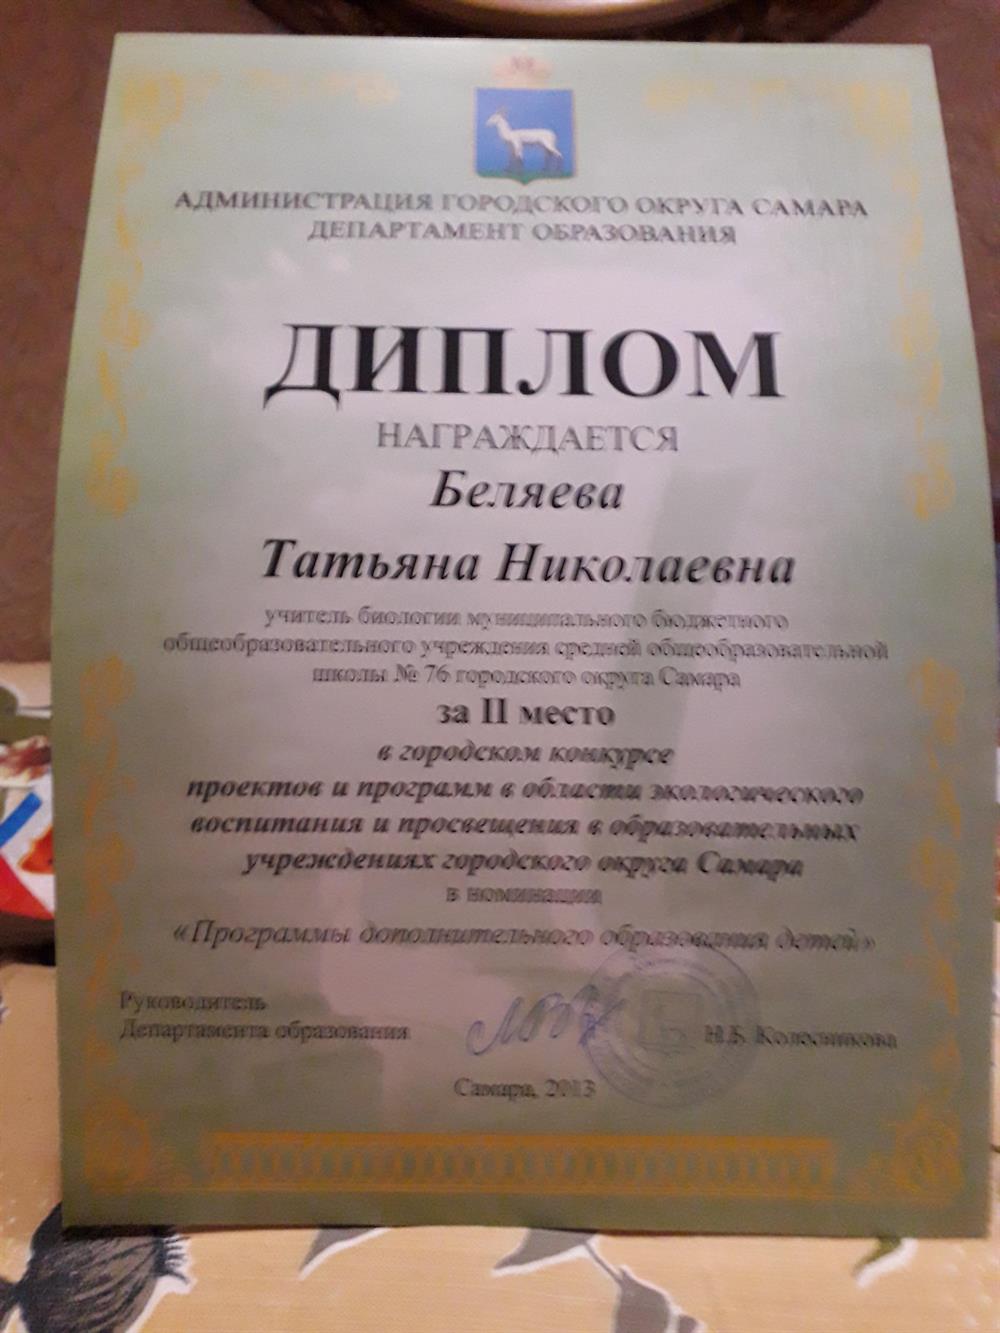 АДМИНИСТРАЦИЯ ГОРОДСКОГО ОКРУГА САМАРА
ДЕПАРТАМЕНТ ОБРАЗОВАНИЯ
ДИПЛОМ
НАГРАЖДАЕТСЯ
Беляева
Татьяна Николаевна
учитель биологии муниципального бюджетного
общеобразовательного учреждения средней общеобразовательной
школы № 76 городского округа Самара
за II место
в городском конкурсе
проектов и программ в области экологического
воспитания и просвещения в образовательных
учреждениях городского округа Самара
в номинации
«Программы дополнительного образования детей»
Руководитель
Департамента образования
Н.Б. Колесникова
Самара, 2013